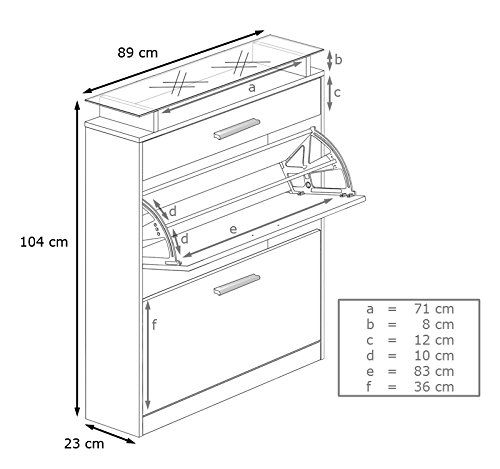 89 cm
b
a
c
d
d
e
104 cm
f
a = 71 cm
b = 8 cm
c = 12 cm
d = 10 cm
e = 83 cm
f = 36 cm
23 cm